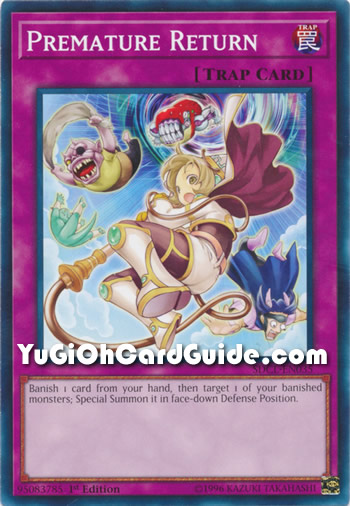 PREMATURE RETURN
TRAP
罠
[TRAP CARD]
YuGiOhCardGuide.com
Banish 1 card from your hand, then target 1 of your banished
monsters; Special Summon it in face-down Defense Position.
95083785 1st Edition
©1996 KAZUKI TAKAHASHI